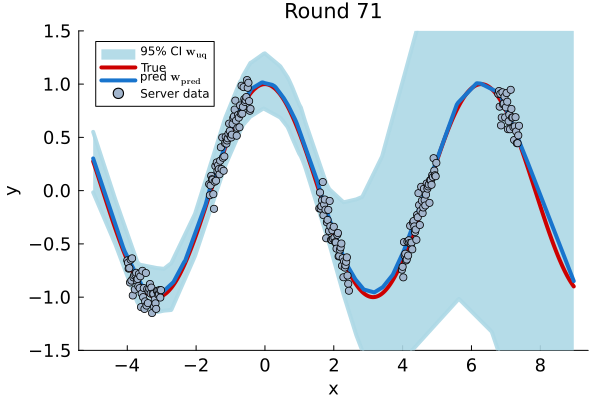 Round 71
1.5
1.0
0.5
0.0
−0.5
−1.0
−1.5
y
95% CI w_uq
True
pred w_pred
Server data
−4 −2 0 2 4 6 8
x